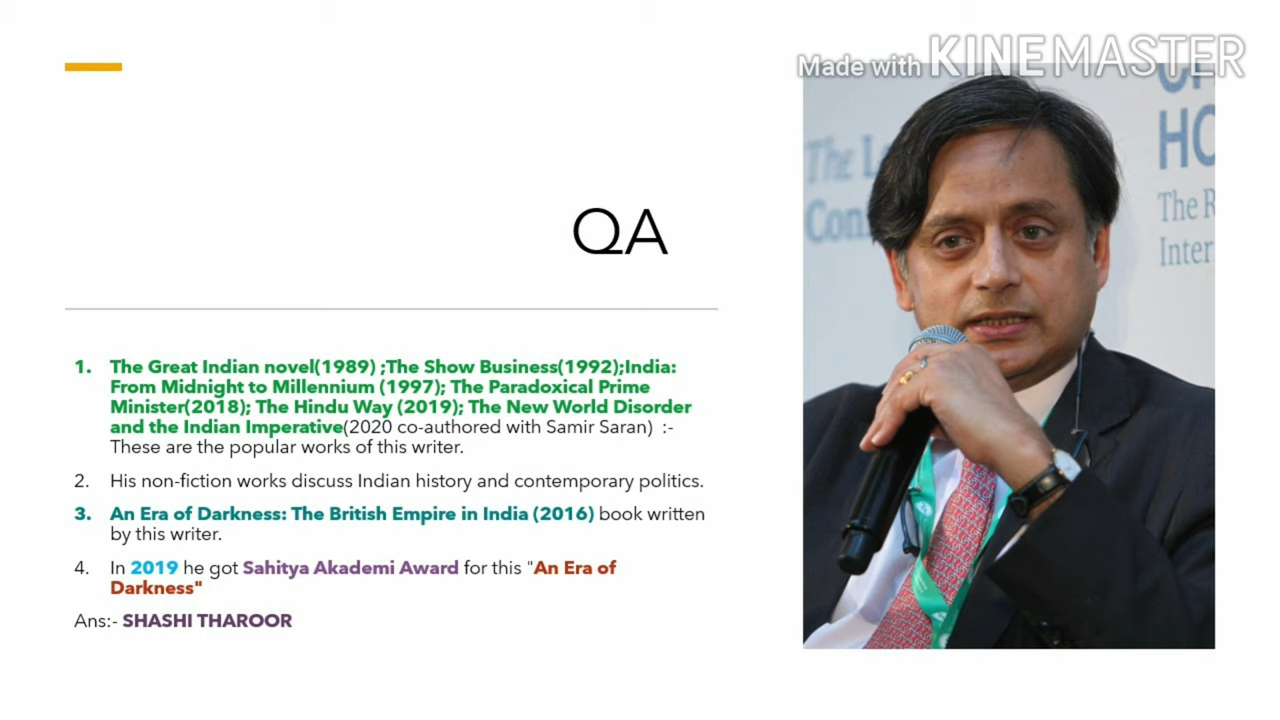 Made with KINEMASTER
HO
The R
Inter
QA
1. The Great Indian novel(1989) ;The Show Business(1992);India:
From Midnight to Millennium (1997); The Paradoxical Prime
Minister(2018); The Hindu Way (2019); The New World Disorder
and the Indian Imperative(2020 co-authored with Samir Saran)  :-
These are the popular works of this writer.
2. His non-fiction works discuss Indian history and contemporary politics.
3. An Era of Darkness: The British Empire in India (2016) book written
by this writer.
4. In 2019 he got Sahitya Akademi Award for this "An Era of
Darkness"
Ans:- SHASHI THAROOR